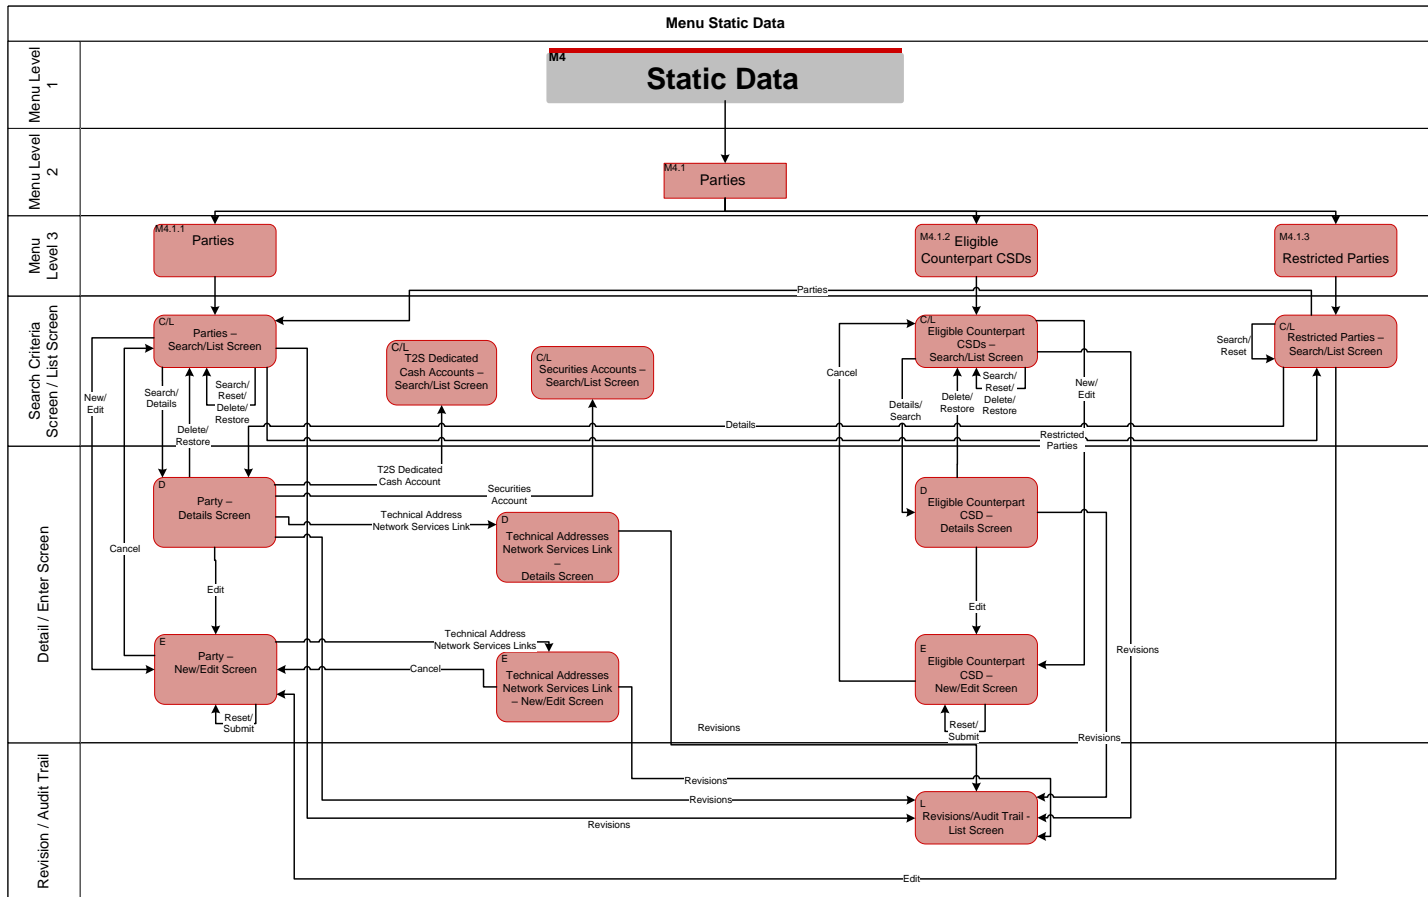 Menu Static Data
Menu Level
1
M4
Static Data
Menu Level
2
M4.1
Parties
Menu
Level 3
M4.1.1
Parties
M4.1.2
Eligible
Counterpart CSDs
M4.1.3
Restricted Parties
Search Criteria
Screen / List Screen
Parties
C/L
Parties –
Search/List Screen
C/L
T2S Dedicated
Cash Accounts –
Search/List Screen
C/L
Securities Accounts –
Search/List Screen
C/L
Eligible Counterpart
CSDs –
Search/List Screen
C/L
Restricted Parties –
Search/List Screen
Search/
Reset
New/
Edit
Search/
Details
Delete/
Restore
Search/
Reset/
Delete/
Restore
Cancel
Details/
Search
Delete/
Restore
Search/
Reset/
Delete/
Restore
New/
Edit
Details
Restricted
Parties
Detail / Enter Screen
T2S Dedicated
Cash Account
Securities
Account
D
Party –
Details Screen
Technical Address
Network Services Link
D
Technical Addresses
Network Services Link
–
Details Screen
D
Eligible Counterpart
CSD –
Details Screen
Cancel
Edit
Edit
E
Party –
New/Edit Screen
Technical Address
Network Services Links
Cancel
E
Technical Addresses
Network Services Link
– New/Edit Screen
E
Eligible Counterpart
CSD –
New/Edit Screen
Revisions
Reset/
Submit
Reset/
Submit
Revisions
Revisions
Revision / Audit Trail
Revisions
Revisions
Revisions
L
Revisions/Audit Trail -
List Screen
Edit